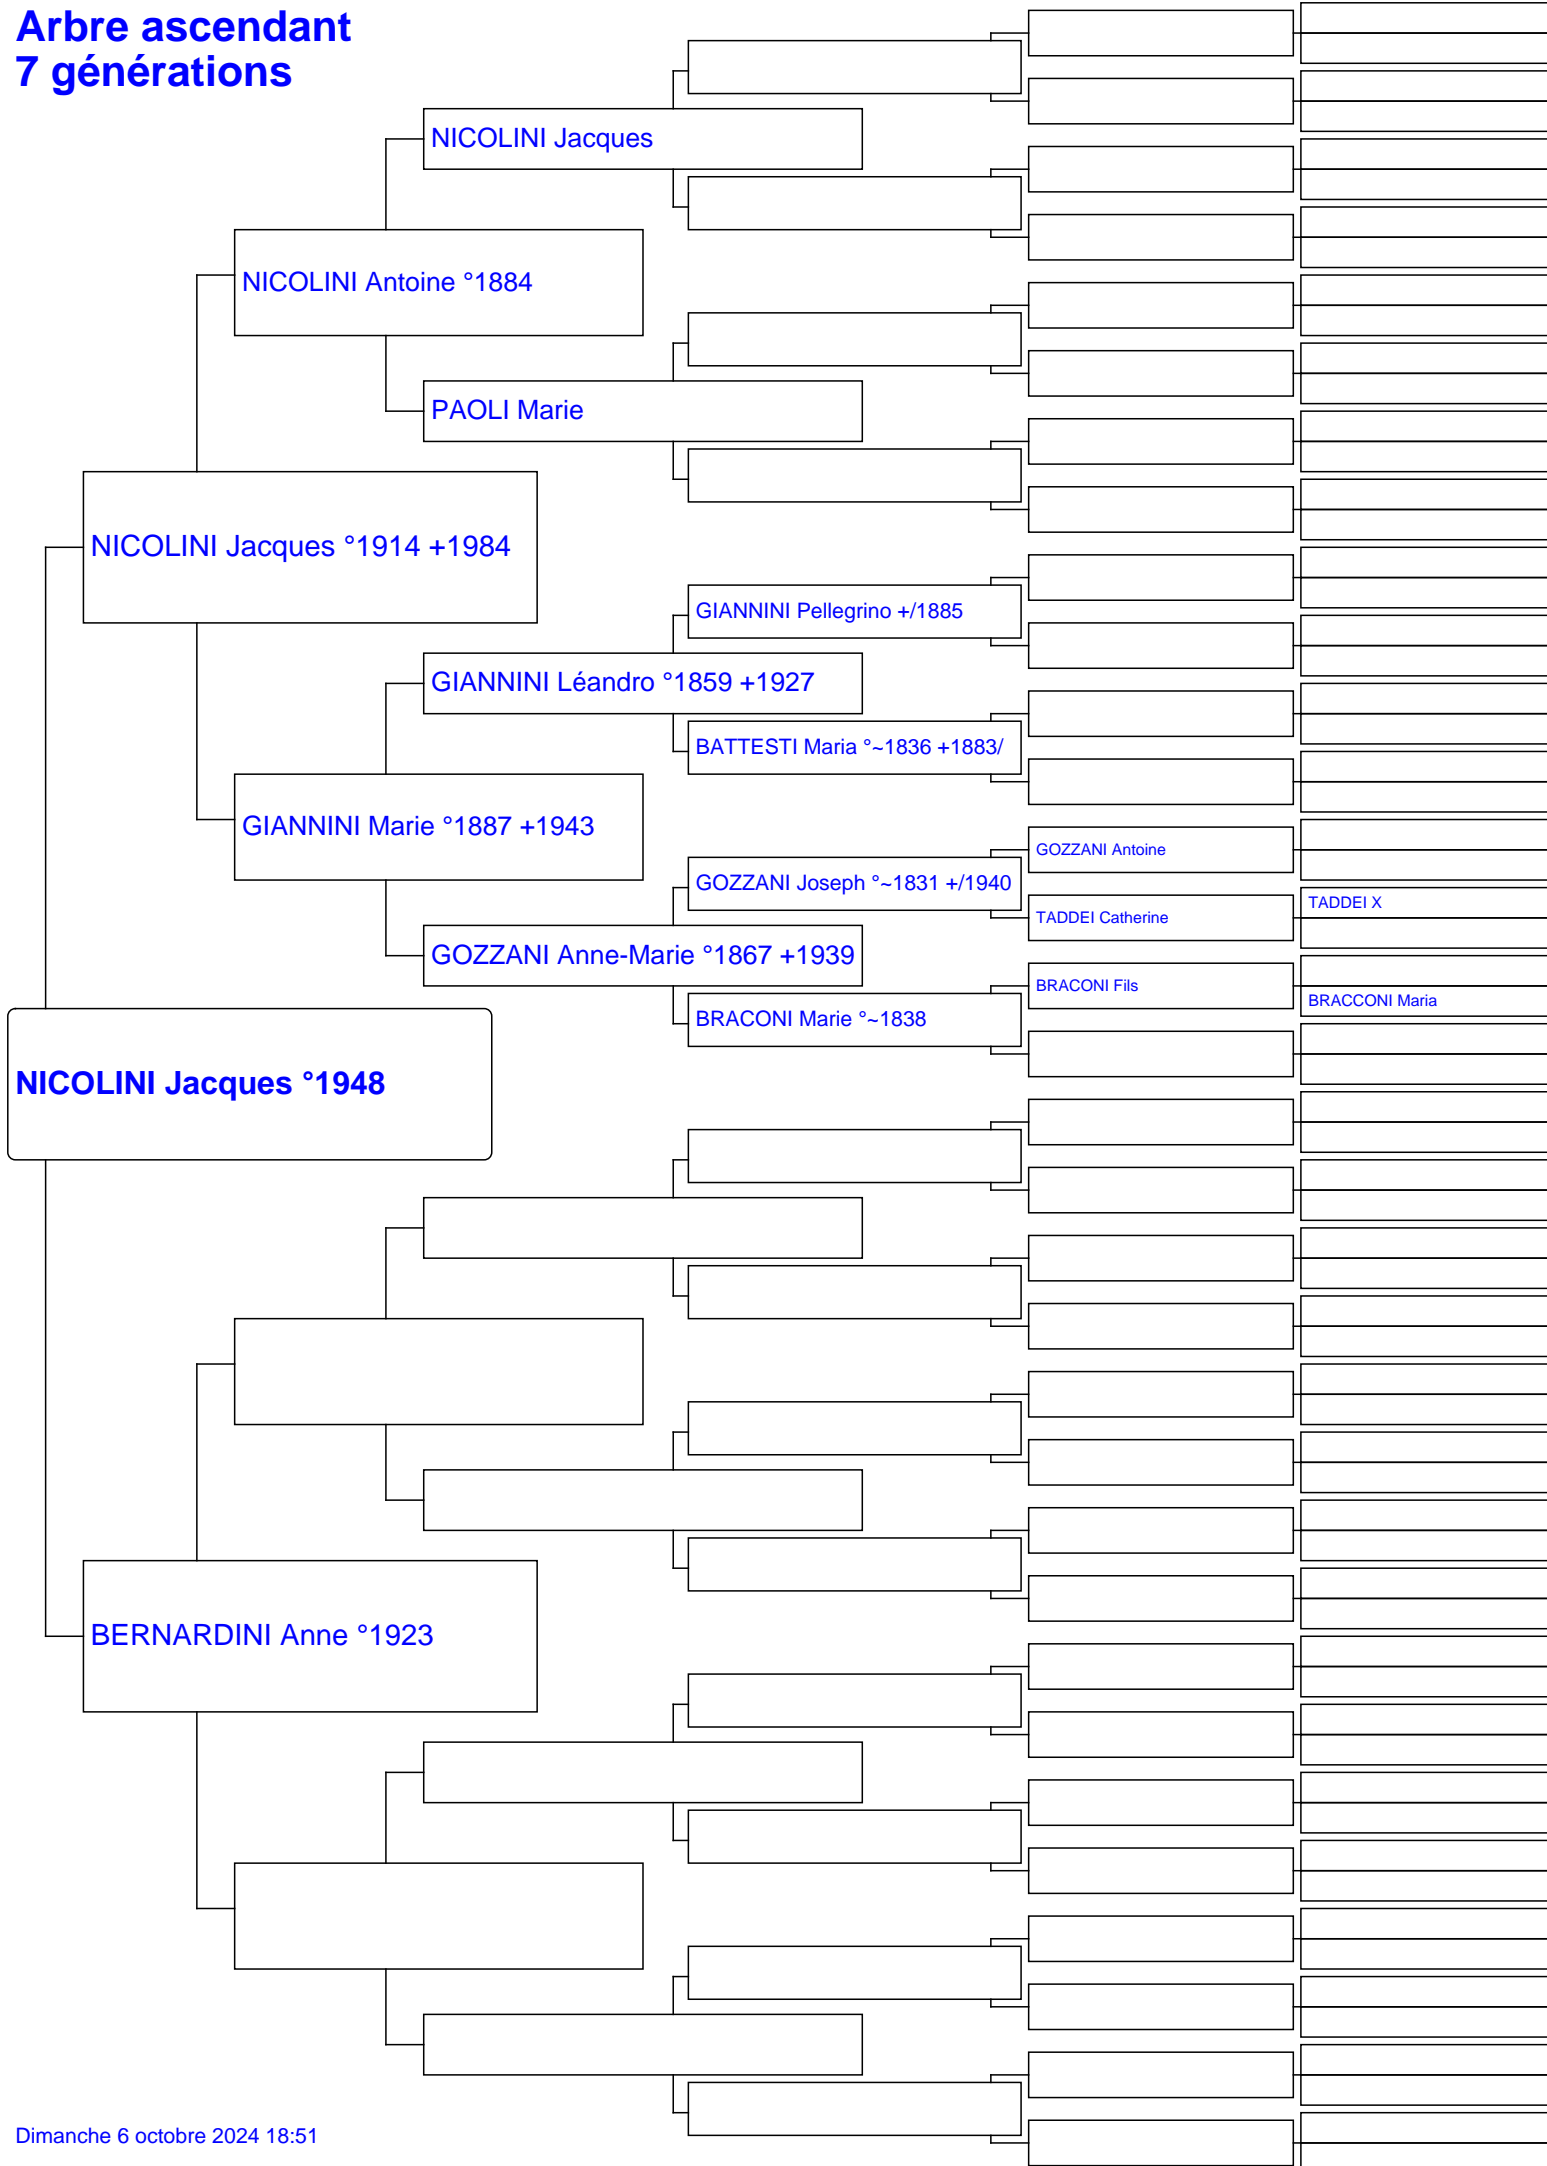 Arbre ascendant
7 générations
NICOLINI Jacques
NICOLINI Antoine °1884
PAOLI Marie
NICOLINI Jacques °1914 +1984
GIANNINI Pellegrino +/1885
GIANNINI Léandro °1859 +1927
BATTESTI Maria °~1836 +1883/
GIANNINI Marie °1887 +1943
GOZZANI Antoine
GOZZANI Joseph °~1831 +/1940
TADDEI X
TADDEI Catherine
GOZZANI Anne-Marie °1867 +1939
BRACONI Fils
BRACCONI Maria
BRACONI Marie °~1838
NICOLINI Jacques °1948
BERNARDINI Anne °1923
Dimanche 6 octobre 2024 18:51